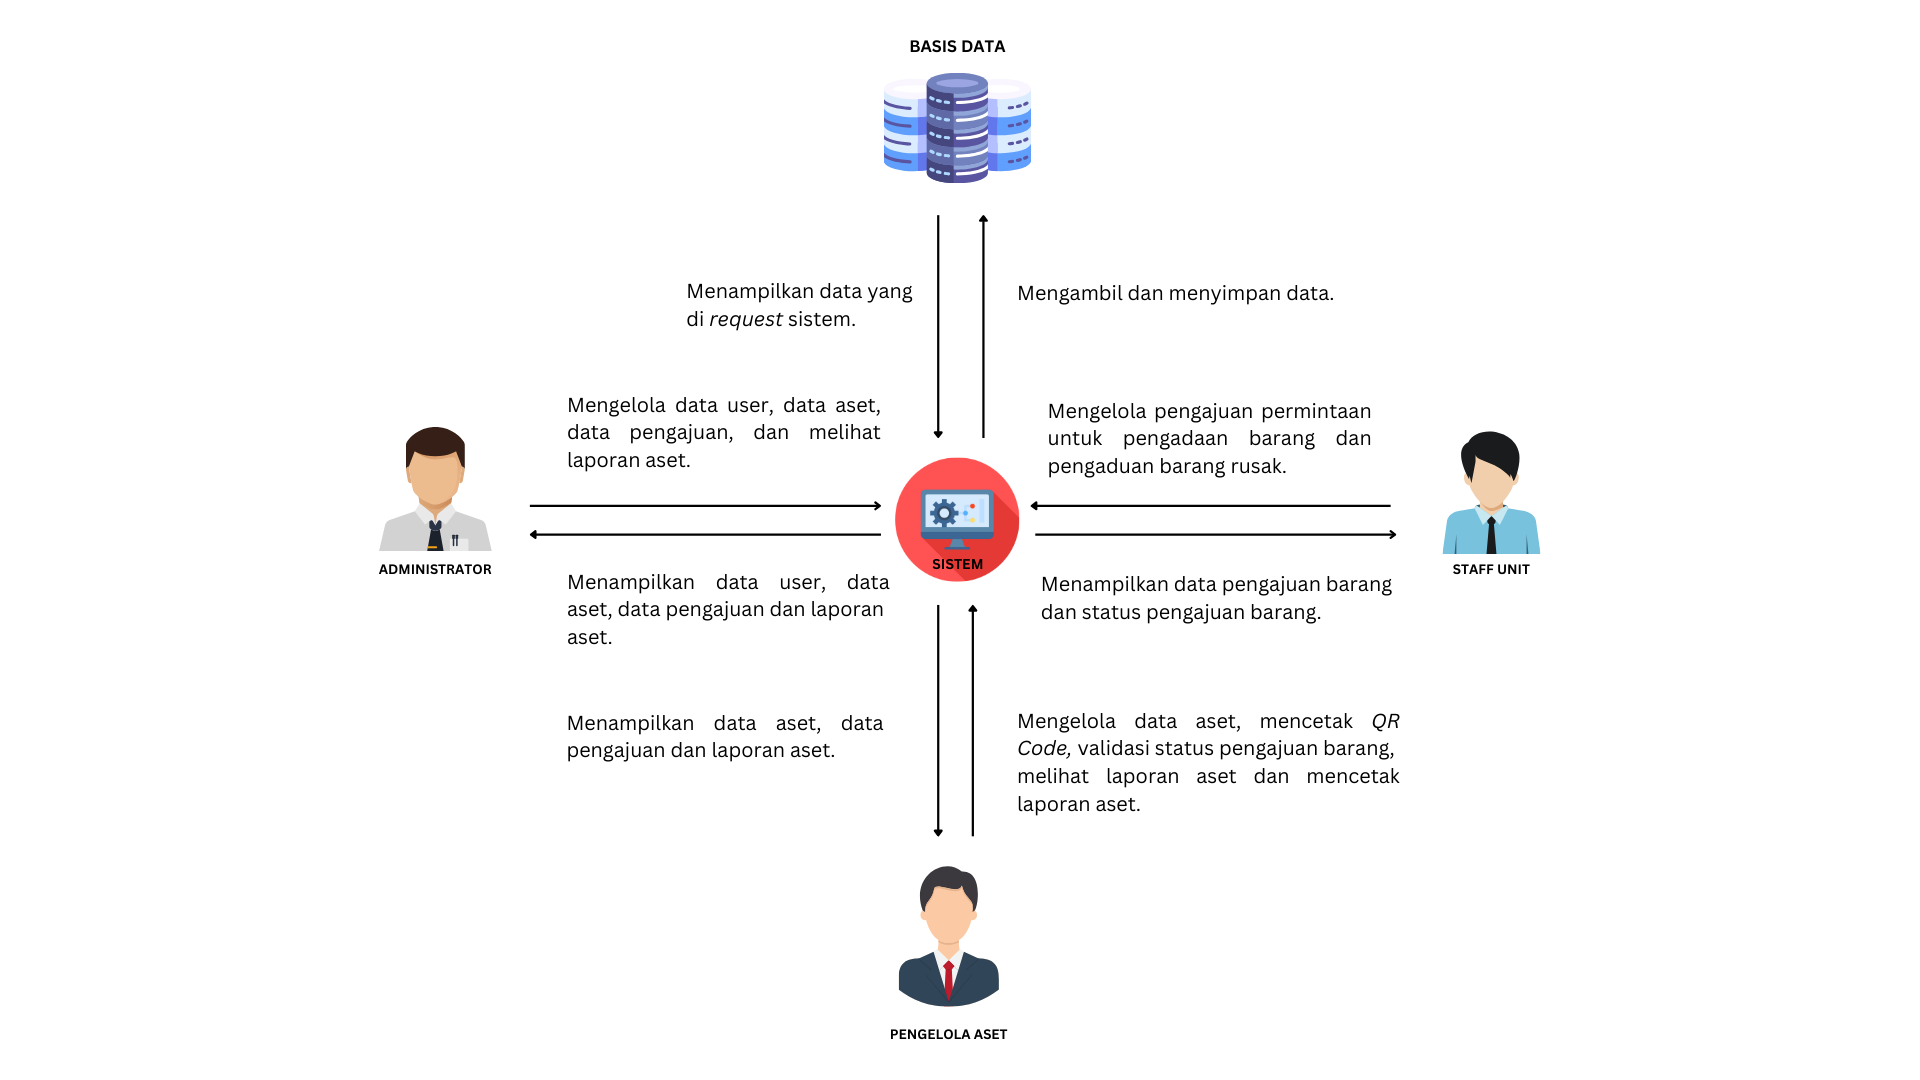 BASIS DATA
Menampilkan data yang
di request sistem.
Mengambil dan menyimpan data.
Mengelola data user, data aset,
data pengajuan, dan melihat
laporan aset.
Mengelola pengajuan permintaan
untuk pengadaan barang dan
pengaduan barang rusak.
ADMINISTRATOR
SISTEM
STAFF UNIT
Menampilkan data user, data
aset, data pengajuan dan laporan
aset.
Menampilkan data pengajuan barang
dan status pengajuan barang.
Menampilkan data aset, data
pengajuan dan laporan aset.
Mengelola data aset, mencetak QR
Code, validasi status pengajuan barang,
melihat laporan aset dan mencetak
laporan aset.
PENGELOLA ASET